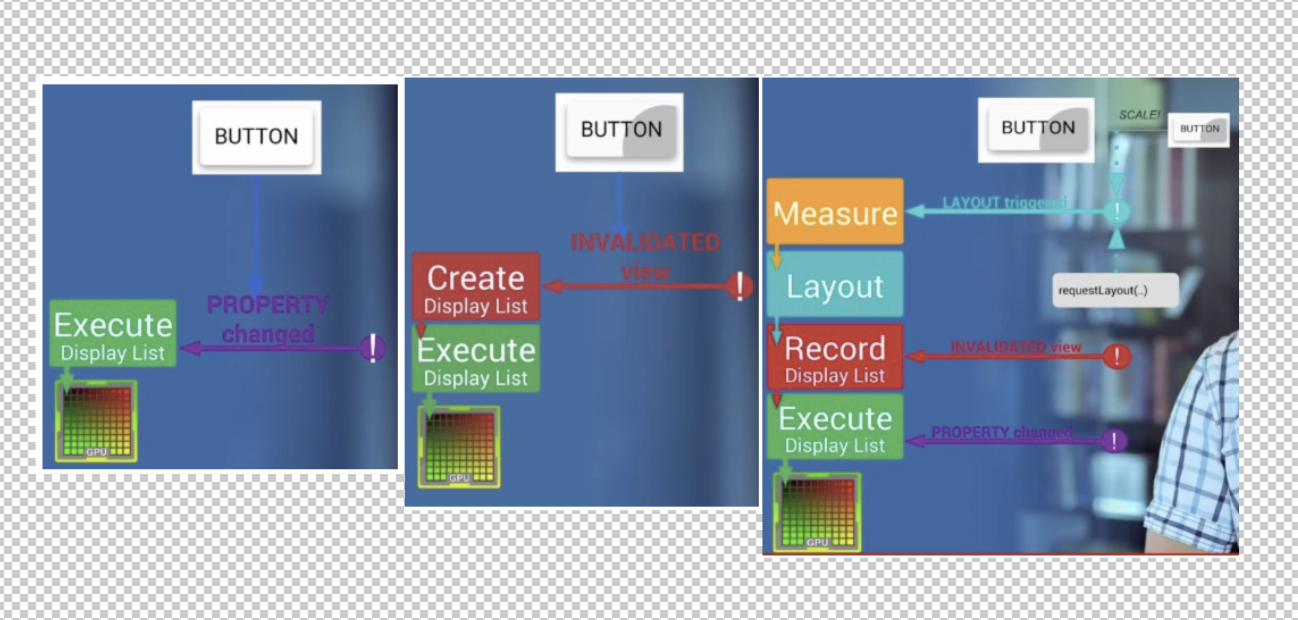 BUTTON
PROPERTY
changed
Execute
Display List
GPU
BUTTON
INVALIDATED
view
Create
Display List
Execute
Display List
GPU
BUTTON
SCALE!
BUTTON
Measure
LAYOUT triggered
Layout
requestLayout(..)
Record
Display List
INVALIDATED view
Execute
Display List
PROPERTY changed
GPU